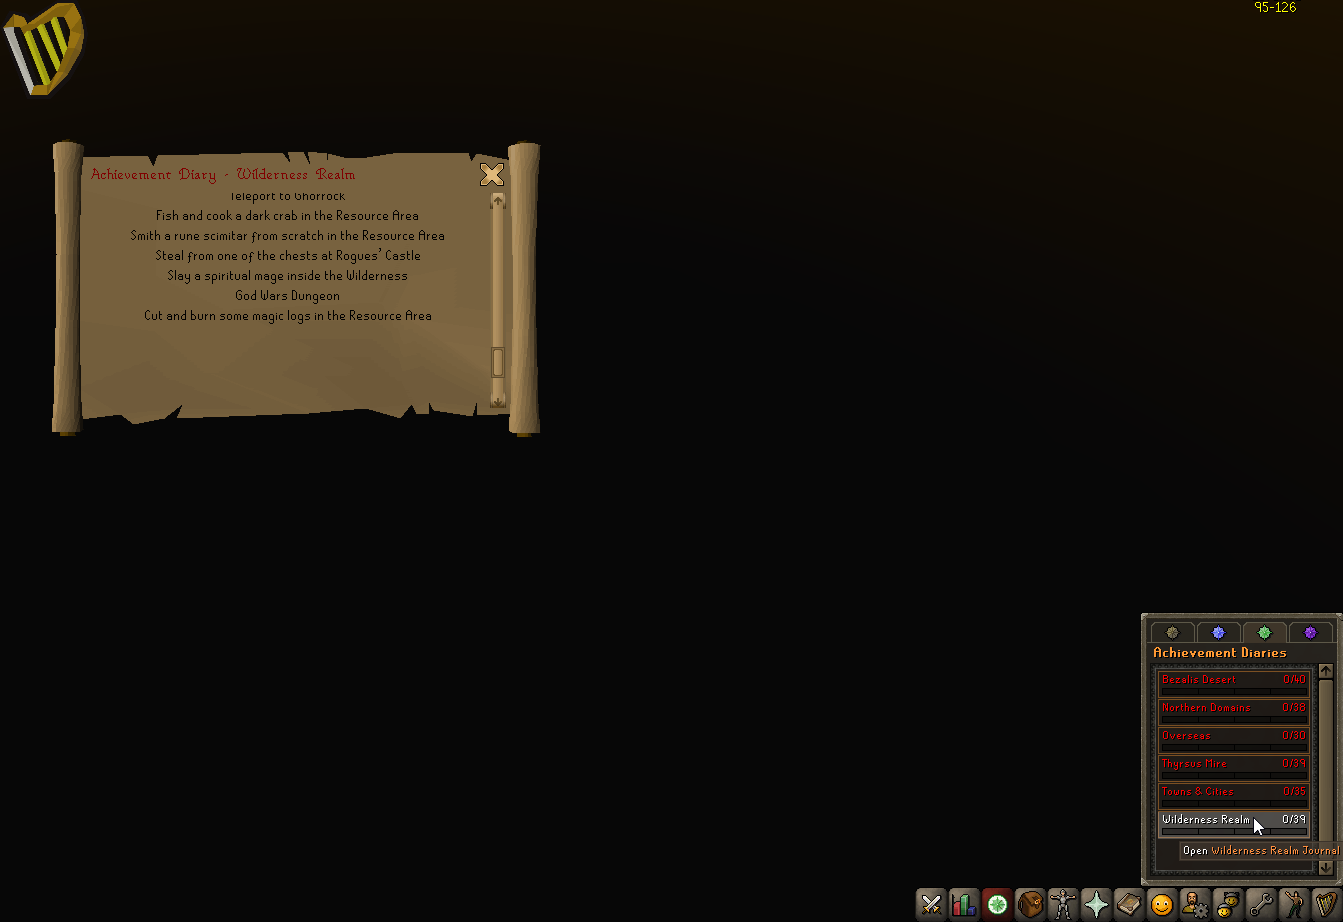 95-126
Achievement Diary - Wilderness Realm
Teleport to Ghorrock
Fish and cook a dark crab in the Resource Area
Smith a rune scimitar from scratch in the Resource Area
Steal from one of the chests at Rogues' Castle
Slay a spiritual mage inside the Wilderness
God Wars Dungeon
Cut and burn some magic logs in the Resource Area
Achievement Diaries
Bezalis Desert 0/40
Northern Domains 0/38
Overseas 0/30
Thyrsus Mire 0/39
Towns & Cities 0/35
Wilderness Realm 0/39
Open Wilderness Realm Journal